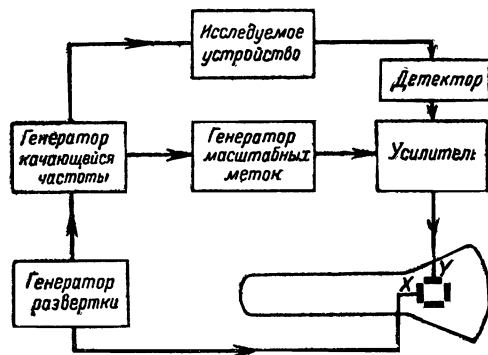 Исследуемое
устройство
Детектор
Генератор
качающейся
частоты
Генератор
масштабных
меток
Усилитель
Генератор
развертки
X
Y